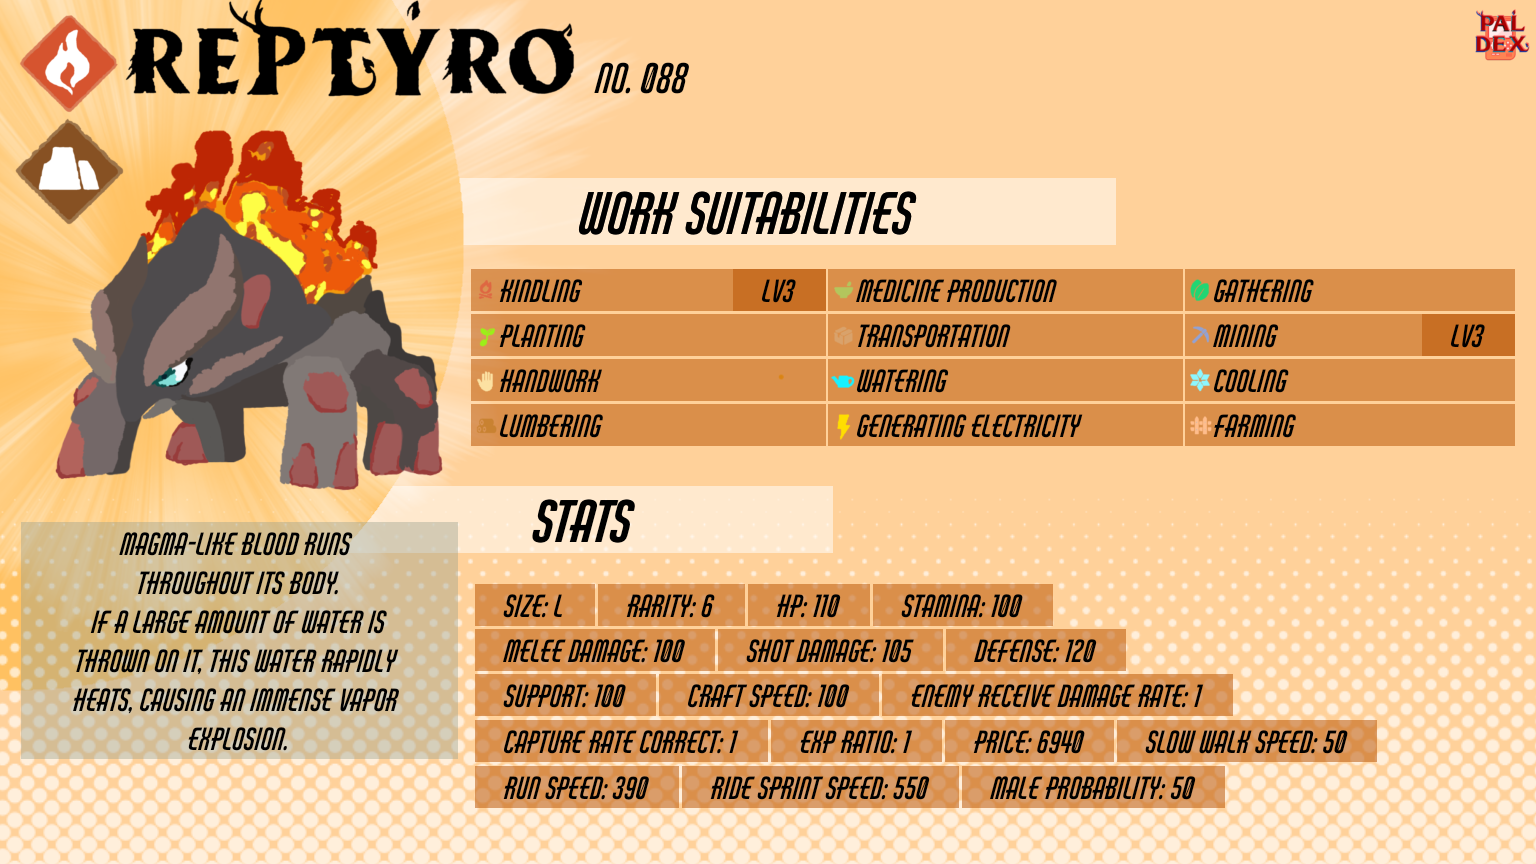 REPTYRO NO. 088
PAL
DEX
WORK SUITABILITIES
KINDLING LV3 MEDICINE PRODUCTION GATHERING
PLANTING TRANSPORTATION MINING LV3
HANDWORK WATERING COOLING
LUMBERING GENERATING ELECTRICITY FARMING
STATS
MAGMA-LIKE BLOOD RUNS
THROUGHOUT ITS BODY.
IF A LARGE AMOUNT OF WATER IS
THROWN ON IT, THIS WATER RAPIDLY
HEATS, CAUSING AN IMMENSE VAPOR
EXPLOSION.
SIZE: L RARITY: 6 HP: 110 STAMINA: 100
MELEE DAMAGE: 100 SHOT DAMAGE: 105 DEFENSE: 120
SUPPORT: 100 CRAFT SPEED: 100 ENEMY RECEIVE DAMAGE RATE: 1
CAPTURE RATE CORRECT: 1 EXP RATIO: 1 PRICE: 6940 SLOW WALK SPEED: 50
RUN SPEED: 390 RIDE SPRINT SPEED: 550 MALE PROBABILITY: 50